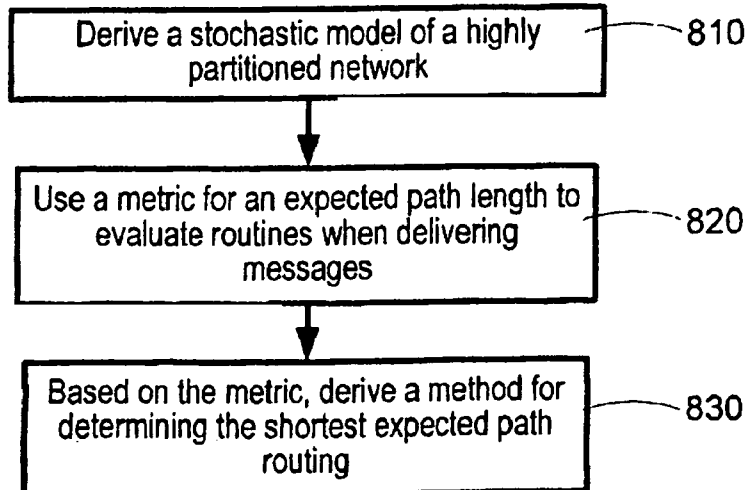 Derive a stochastic model of a highly
partitioned network
810
Use a metric for an expected path length to
evaluate routines when delivering
messages
820
Based on the metric, derive a method for
determining the shortest expected path
routing
830